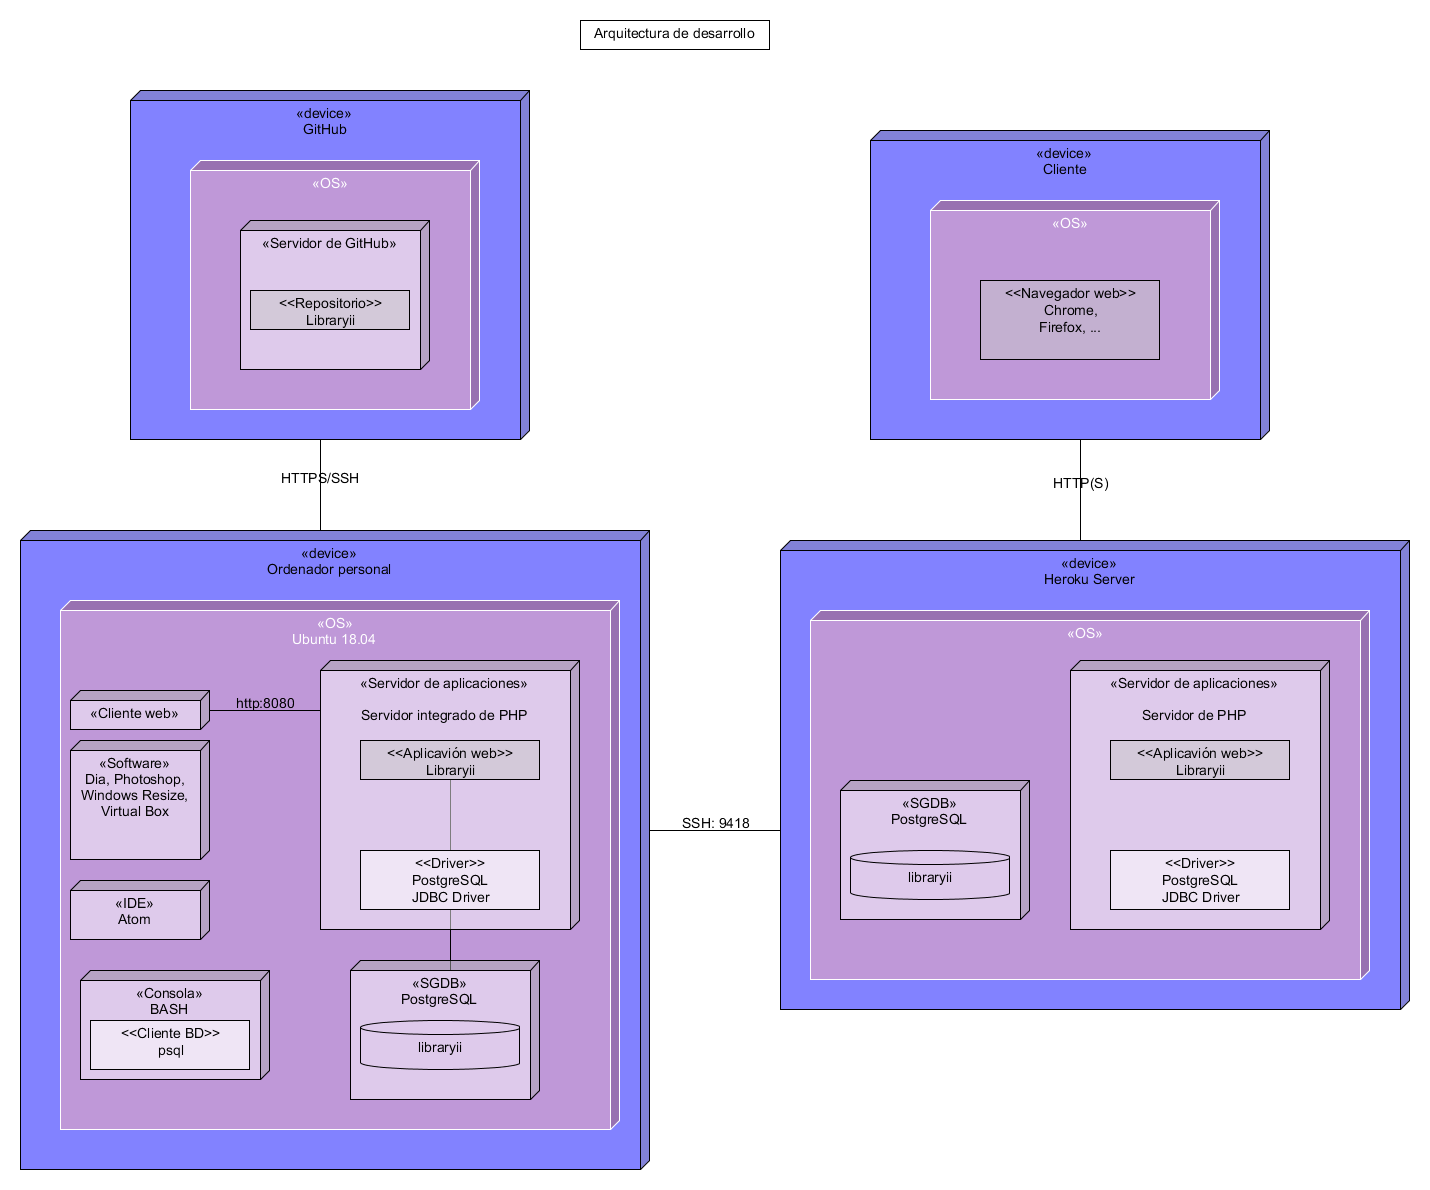 Arquitectura de desarrollo
«device»
GitHub
«OS»
«Servidor de GitHub»
<<Repositorio>>
Libraryii
«device»
Cliente
«OS»
<<Navegador web>>
Chrome,
Firefox, ...
HTTPS/SSH
HTTP(S)
«device»
Ordenador personal
«OS»
Ubuntu 18.04
«Cliente web»
http:8080
«Servidor de aplicaciones»
Servidor integrado de PHP
<<Aplicavión web>>
Libraryii
<<Driver>>
PostgreSQL
JDBC Driver
«Software»
Dia, Photoshop,
Windows Resize,
Virtual Box
«IDE»
Atom
«Consola»
BASH
<<Cliente BD>>
psql
«SGDB»
PostgreSQL
libraryii
SSH: 9418
«device»
Heroku Server
«OS»
«Servidor de aplicaciones»
Servidor de PHP
<<Aplicavión web>>
Libraryii
<<Driver>>
PostgreSQL
JDBC Driver
«SGDB»
PostgreSQL
libraryii